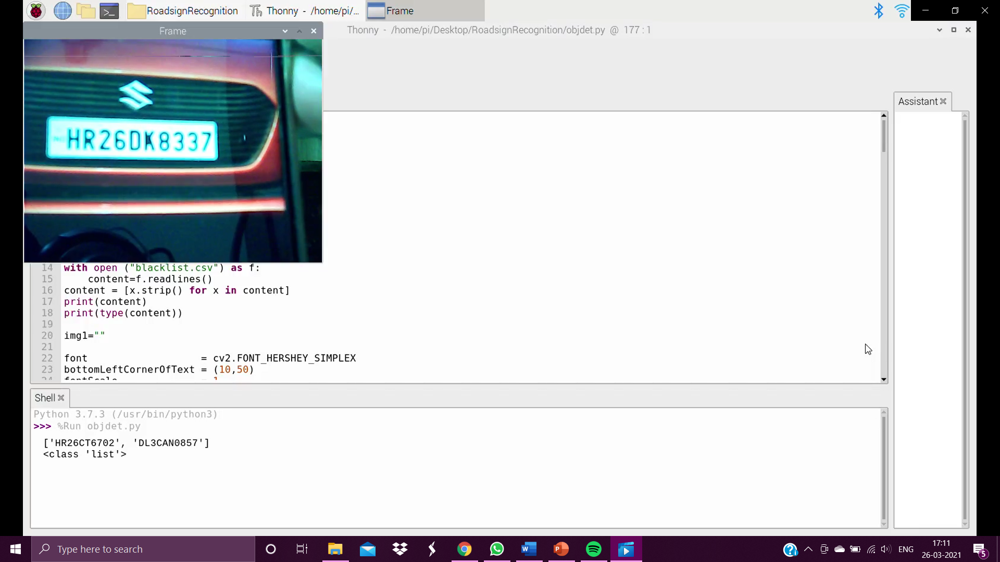 RoadsignRecognition
Thonny - /home/pi/...
Frame
Frame
Thonny - /home/pi/Desktop/RoadsignRecognition/objdet.py @ 177 : 1
HR26DK8337
Assistant
14 with open ("blacklist.csv") as f:
15     content=f.readlines()
16 content = [x.strip() for x in content]
17 print(content)
18 print(type(content))
19
20 img1=""
21
22 font                   = cv2.FONT_HERSHEY_SIMPLEX
23 bottomLeftCornerOfText = (10,50)
24 fontScale              = 1
Shell
Python 3.7.3 (/usr/bin/python3)
>>> %Run objdet.py
['HR26CT6702', 'DL3CAN0857']
<class 'list'>
Type here to search
ENG
17:11
26-03-2021
5